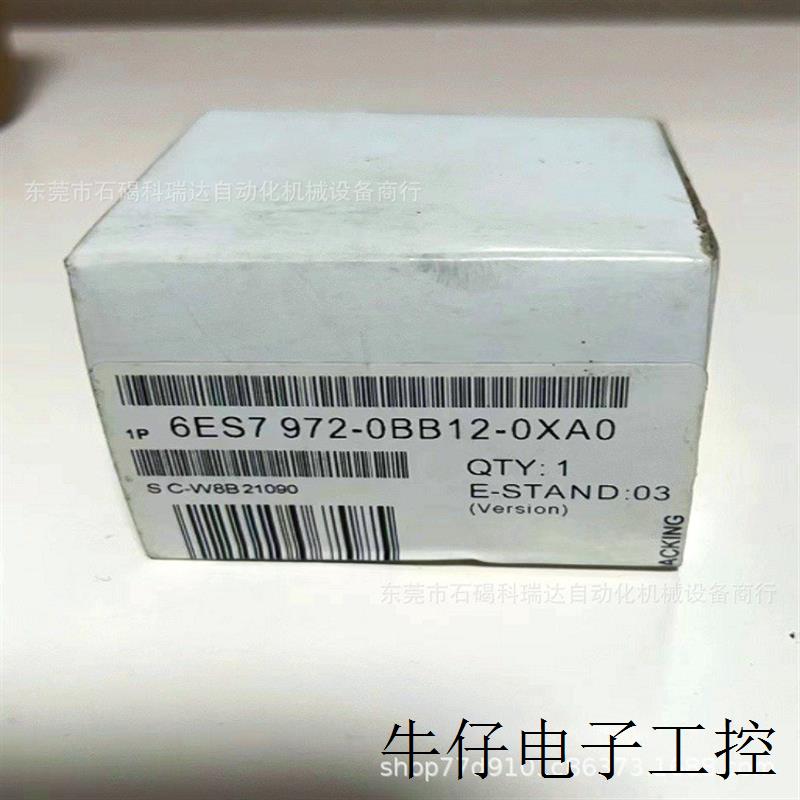 东莞市石碣科瑞达自动化机械设备商行
1P 6ES7 972-0BB12-0XA0
QTY: 1
S C-W8B21090
E-STAND:03
(Version)
ACKING
东莞市石碣科瑞达自动化机械设备商行
牛仔电子工控